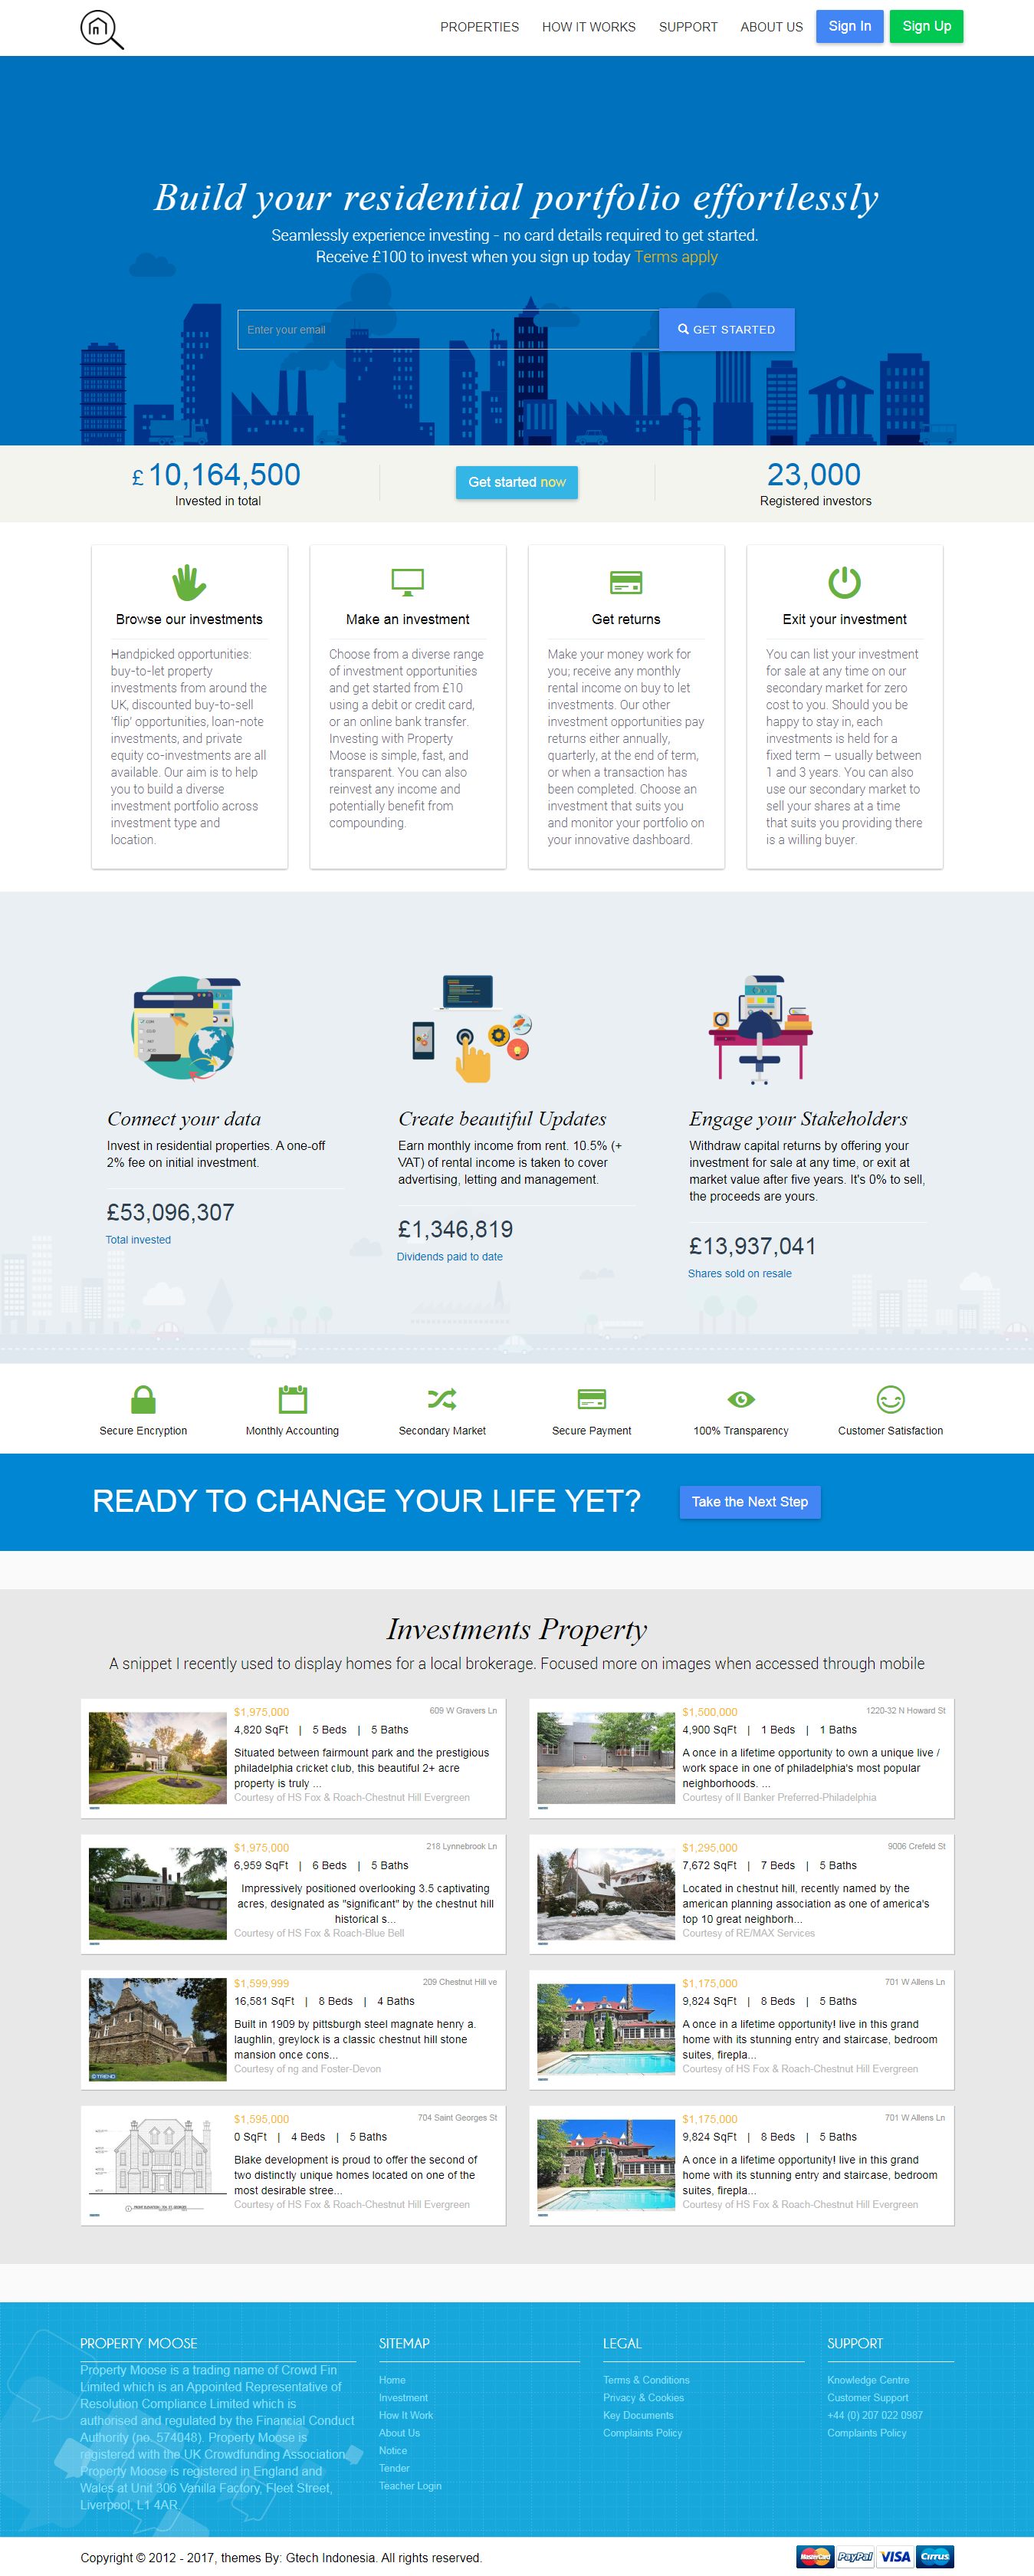 PROPERTIES HOW IT WORKS SUPPORT ABOUT US Sign In Sign Up
Build your residential portfolio effortlessly
Seamlessly experience investing - no card details required to get started.
Receive £100 to invest when you sign up today Terms apply
Enter your email GET STARTED
£ 10,164,500
Invested in total
Get started now
23,000
Registered investors
Browse our investments
Handpicked opportunities:
buy-to-let property
investments from around the
UK, discounted buy-to-sell
'flip' opportunities, loan-note
investments, and private
equity co-investments are all
available. Our aim is to help
you to build a diverse
investment portfolio across
investment type and
location.
Make an investment
Choose from a diverse range
of investment opportunities
and get started from £10
using a debit or credit card,
or an online bank transfer.
Investing with Property
Moose is simple, fast, and
transparent. You can also
reinvest any income and
potentially benefit from
compounding.
Get returns
Make your money work for
you; receive any monthly
rental income on buy to let
investments. Our other
investment opportunities pay
returns either annually,
quarterly, at the end of term,
or when a transaction has
been completed. Choose an
investment that suits you
and monitor your portfolio on
your innovative dashboard.
Exit your investment
You can list your investment
for sale at any time on our
secondary market for zero
cost to you. Should you be
happy to stay in, each
investments is held for a
fixed term – usually between
1 and 3 years. You can also
use our secondary market to
sell your shares at a time
that suits you providing there
is a willing buyer.
Connect your data
Invest in residential properties. A one-off
2% fee on initial investment.
£53,096,307
Total invested
Create beautiful Updates
Earn monthly income from rent. 10.5% (+
VAT) of rental income is taken to cover
advertising, letting and management.
£1,346,819
Dividends paid to date
Engage your Stakeholders
Withdraw capital returns by offering your
investment for sale at any time, or exit at
market value after five years. It's 0% to sell,
the proceeds are yours.
£13,937,041
Shares sold on resale
Secure Encryption
Monthly Accounting
Secondary Market
Secure Payment
100% Transparency
Customer Satisfaction
READY TO CHANGE YOUR LIFE YET? Take the Next Step
Investments Property
A snippet I recently used to display homes for a local brokerage. Focused more on images when accessed through mobile
$1,975,000 609 W Gravers Ln
4,820 SqFt | 5 Beds | 5 Baths
Situated between fairmount park and the prestigious
philadelphia cricket club, this beautiful 2+ acre
property is truly ...
Courtesy of HS Fox & Roach-Chestnut Hill Evergreen
$1,500,000 1220-32 N Howard St
4,900 SqFt | 1 Beds | 1 Baths
A once in a lifetime opportunity to own a unique live /
work space in one of philadelphia's most popular
neighborhoods. ...
Courtesy of ll Banker Preferred-Philadelphia
$1,975,000 218 Lynnebrook Ln
6,959 SqFt | 6 Beds | 5 Baths
Impressively positioned overlooking 3.5 captivating
acres, designated as "significant" by the chestnut hill
historical s...
Courtesy of HS Fox & Roach-Blue Bell
$1,295,000 9006 Crefeld St
7,672 SqFt | 7 Beds | 5 Baths
Located in chestnut hill, recently named by the
american planning association as one of america's
top 10 great neighborh...
Courtesy of RE/MAX Services
$1,599,999 209 Chestnut Hill ve
16,581 SqFt | 8 Beds | 4 Baths
Built in 1909 by pittsburgh steel magnate henry a.
laughlin, greylock is a classic chestnut hill stone
mansion once cons...
Courtesy of ng and Foster-Devon
©TREND
$1,175,000 701 W Allens Ln
9,824 SqFt | 8 Beds | 5 Baths
A once in a lifetime opportunity! live in this grand
home with its stunning entry and staircase, bedroom
suites, firepla...
Courtesy of HS Fox & Roach-Chestnut Hill Evergreen
$1,595,000 704 Saint Georges St
0 SqFt | 4 Beds | 5 Baths
Blake development is proud to offer the second of
two distinctly unique homes located on one of the
most desirable stree...
Courtesy of HS Fox & Roach-Chestnut Hill Evergreen
$1,175,000 701 W Allens Ln
9,824 SqFt | 8 Beds | 5 Baths
A once in a lifetime opportunity! live in this grand
home with its stunning entry and staircase, bedroom
suites, firepla...
Courtesy of HS Fox & Roach-Chestnut Hill Evergreen
PROPERTY MOOSE
Property Moose is a trading name of Crowd Fin
Limited which is an Appointed Representative of
Resolution Compliance Limited which is
authorised and regulated by the Financial Conduct
Authority (no. 574048). Property Moose is
registered with the UK Crowdfunding Association.
Property Moose is registered in England and
Wales at Unit 306 Vanilla Factory, Fleet Street,
Liverpool, L1 4AR
SITEMAP
Home
Investment
How It Work
About Us
Notice
Tender
Teacher Login
LEGAL
Terms & Conditions
Privacy & Cookies
Key Documents
Complaints Policy
SUPPORT
Knowledge Centre
Customer Support
+44 (0) 207 022 0987
Complaints Policy
Copyright © 2012 - 2017, themes By: Gtech Indonesia. All rights reserved.
MasterCard PayPal VISA Cirrus